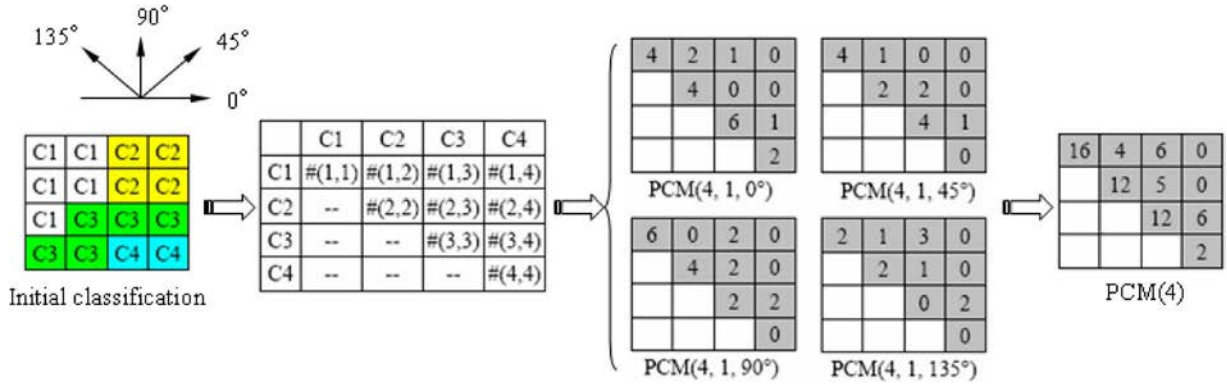 90°
135°
45°
0°
C1 C1 C2 C2
C1 C1 C2 C2
C1 C3 C3 C3
C3 C3 C4 C4
Initial classification
C1 C2 C3 C4
C1 #(1,1) #(1,2) #(1,3) #(1,4)
C2 -- #(2,2) #(2,3) #(2,4)
C3 -- -- #(3,3) #(3,4)
C4 -- -- -- #(4,4)
4 2 1 0
4 0 0
6 1
2
PCM(4, 1, 0°)
4 1 0 0
2 2 0
4 1
0
PCM(4, 1, 45°)
6 0 2 0
4 2 0
2 2
0
PCM(4, 1, 90°)
2 1 3 0
2 1 0
0 2
0
PCM(4, 1, 135°)
16 4 6 0
12 5 0
12 6
2
PCM(4)